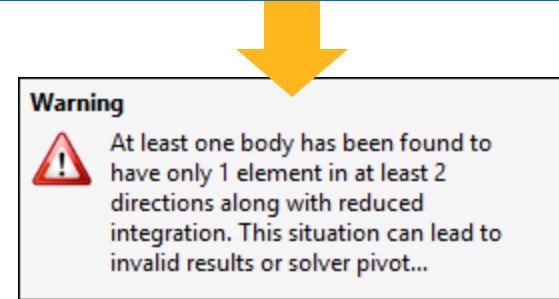 Warning
At least one body has been found to
have only 1 element in at least 2
directions along with reduced
integration. This situation can lead to
invalid results or solver pivot...